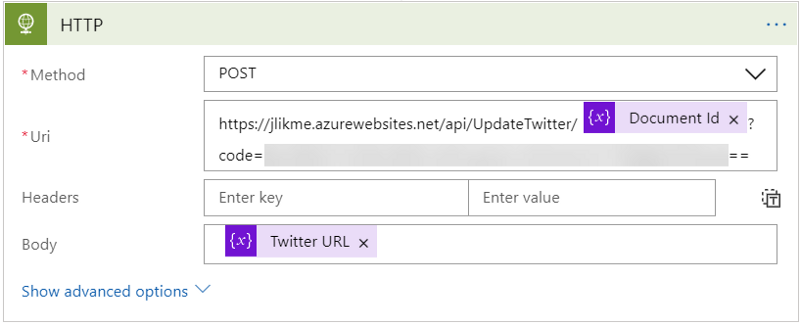 HTTP
* Method POST
* Uri https://jlikme.azurewebsites.net/api/UpdateTwitter/ {x} Document Id × ?
code= ==
Headers Enter key Enter value
Body {x} Twitter URL ×
Show advanced options